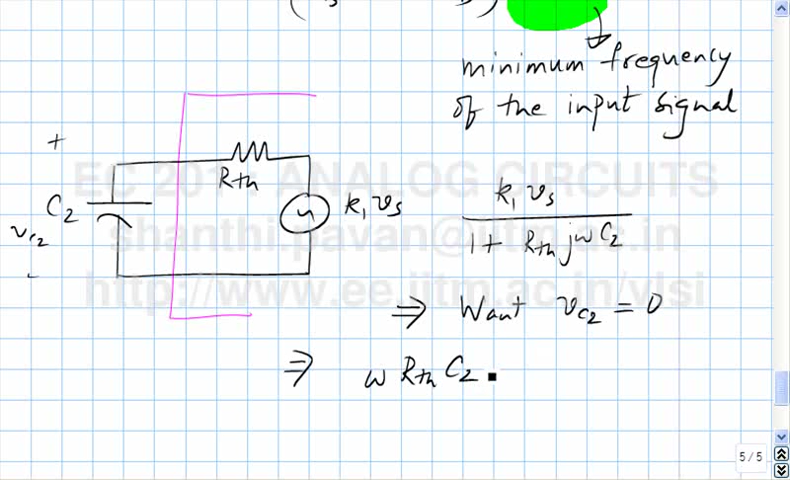 minimum frequency
of the input signal
+
Rth
C2
k1 vs
vc2
-
k1 vs
1 + Rth jω C2
⇒ Want vc2 = 0
⇒ ω Rth C2
EC 201: ANALOG CIRCUITS
shanthi.pavan@iitm.ac.in
http://www.ee.iitm.ac.in/vlsi
5/5